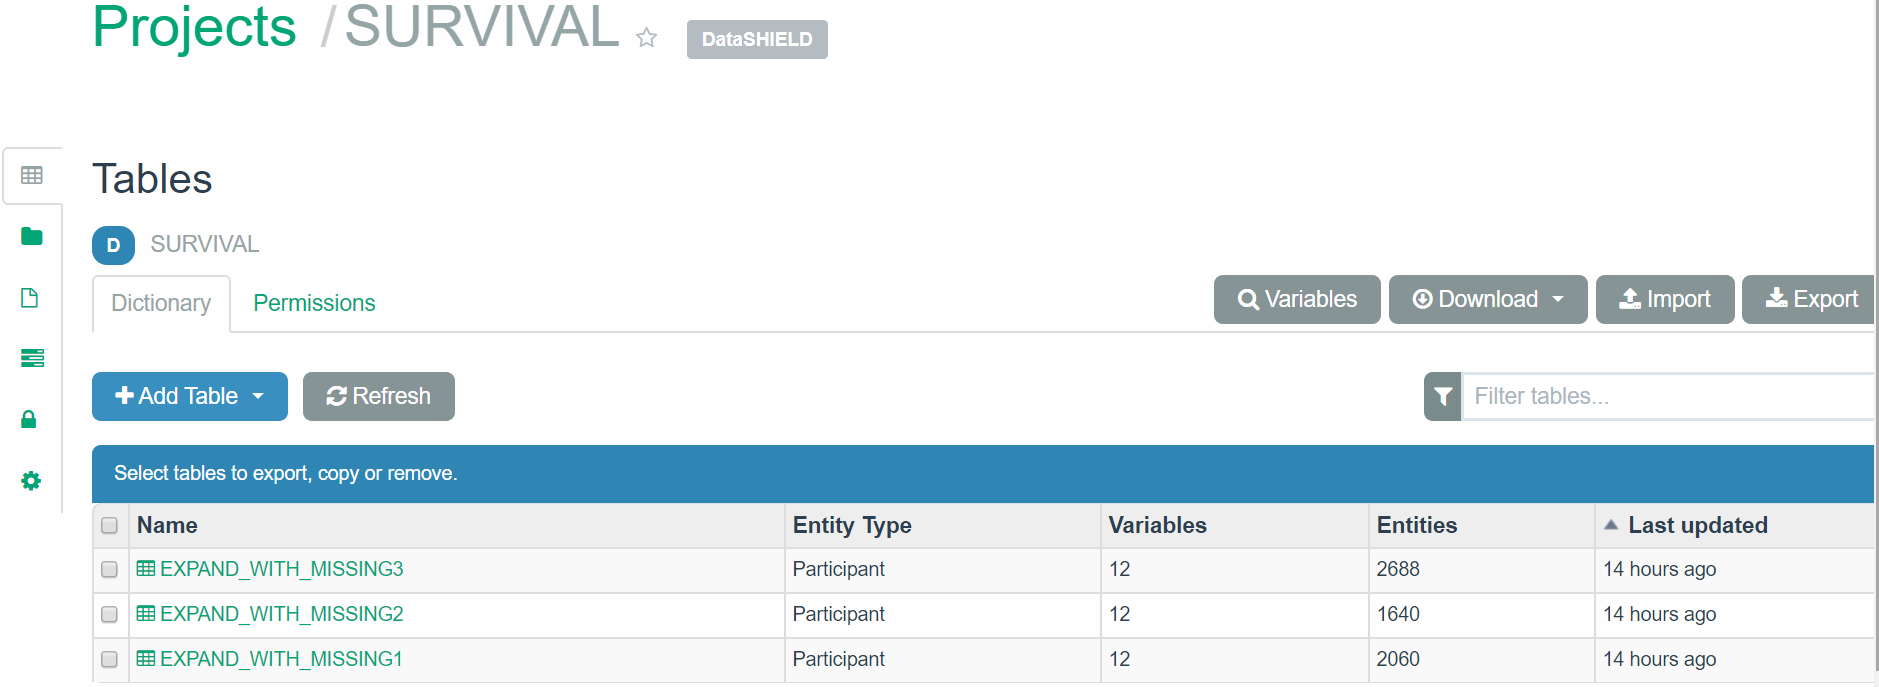 Projects / SURVIVAL DataSHIELD
Tables
D SURVIVAL
Dictionary Permissions Variables Download Import Export
Add Table Refresh Filter tables...
Select tables to export, copy or remove.
Name Entity Type Variables Entities Last updated
EXPAND_WITH_MISSING3 Participant 12 2688 14 hours ago
EXPAND_WITH_MISSING2 Participant 12 1640 14 hours ago
EXPAND_WITH_MISSING1 Participant 12 2060 14 hours ago